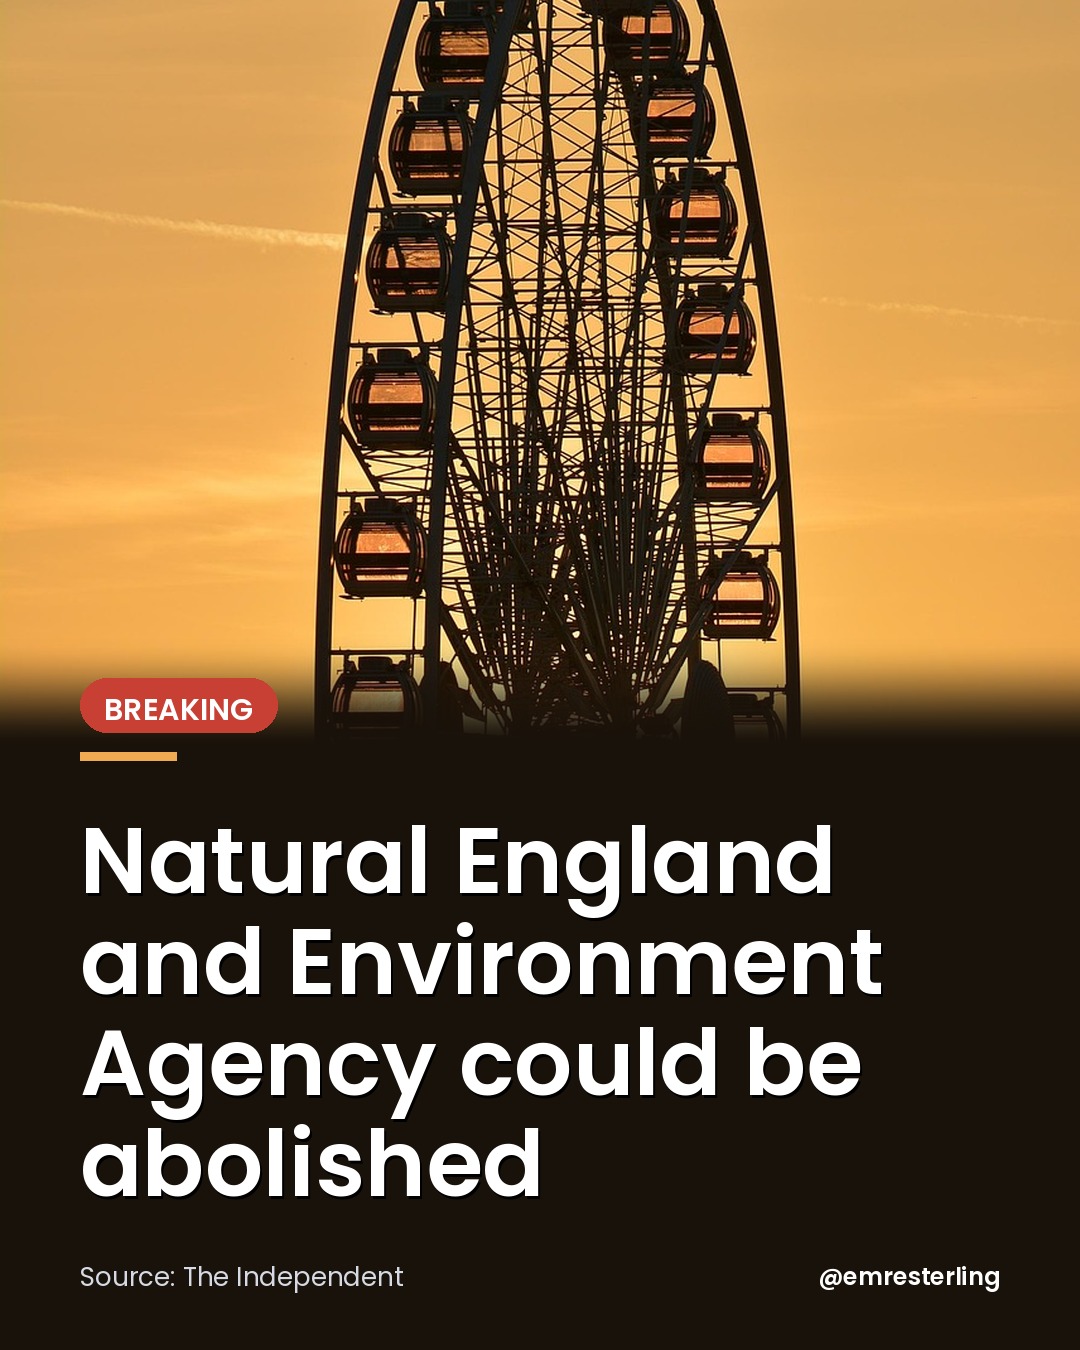 BREAKING
Natural England
and Environment
Agency could be
abolished
Source: The Independent
@emresterling